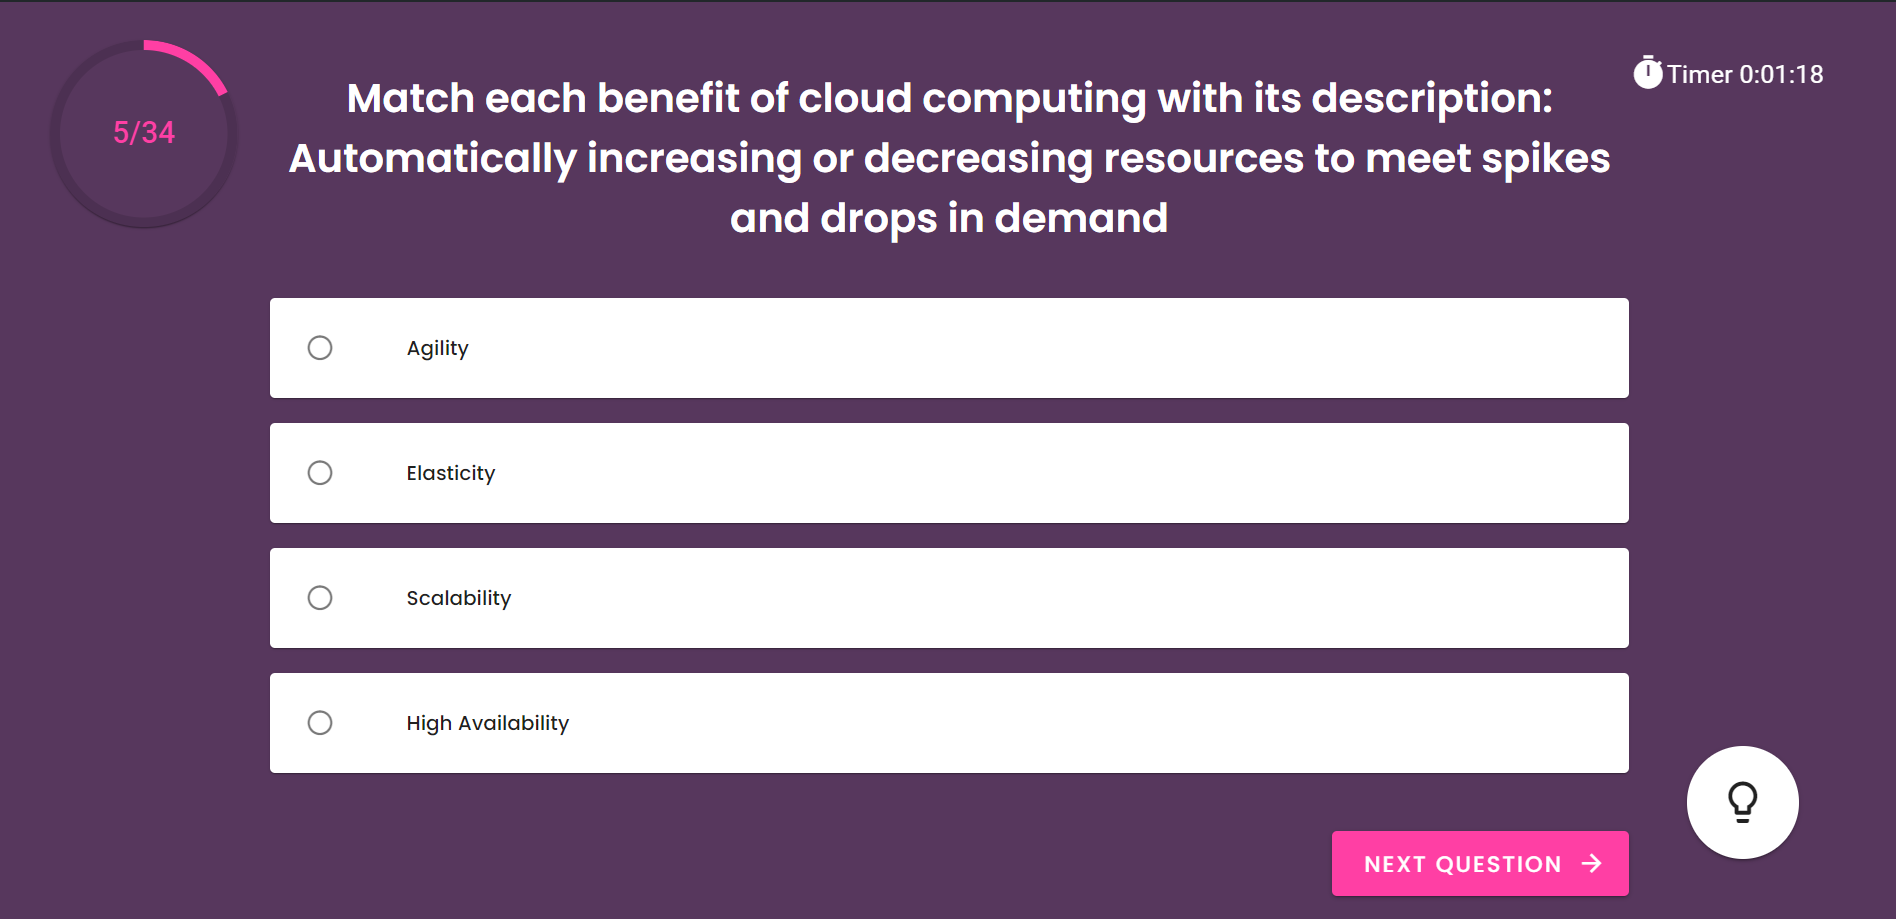 5/34
Match each benefit of cloud computing with its description:
Automatically increasing or decreasing resources to meet spikes
and drops in demand
Timer 0:01:18
Agility
Elasticity
Scalability
High Availability
NEXT QUESTION